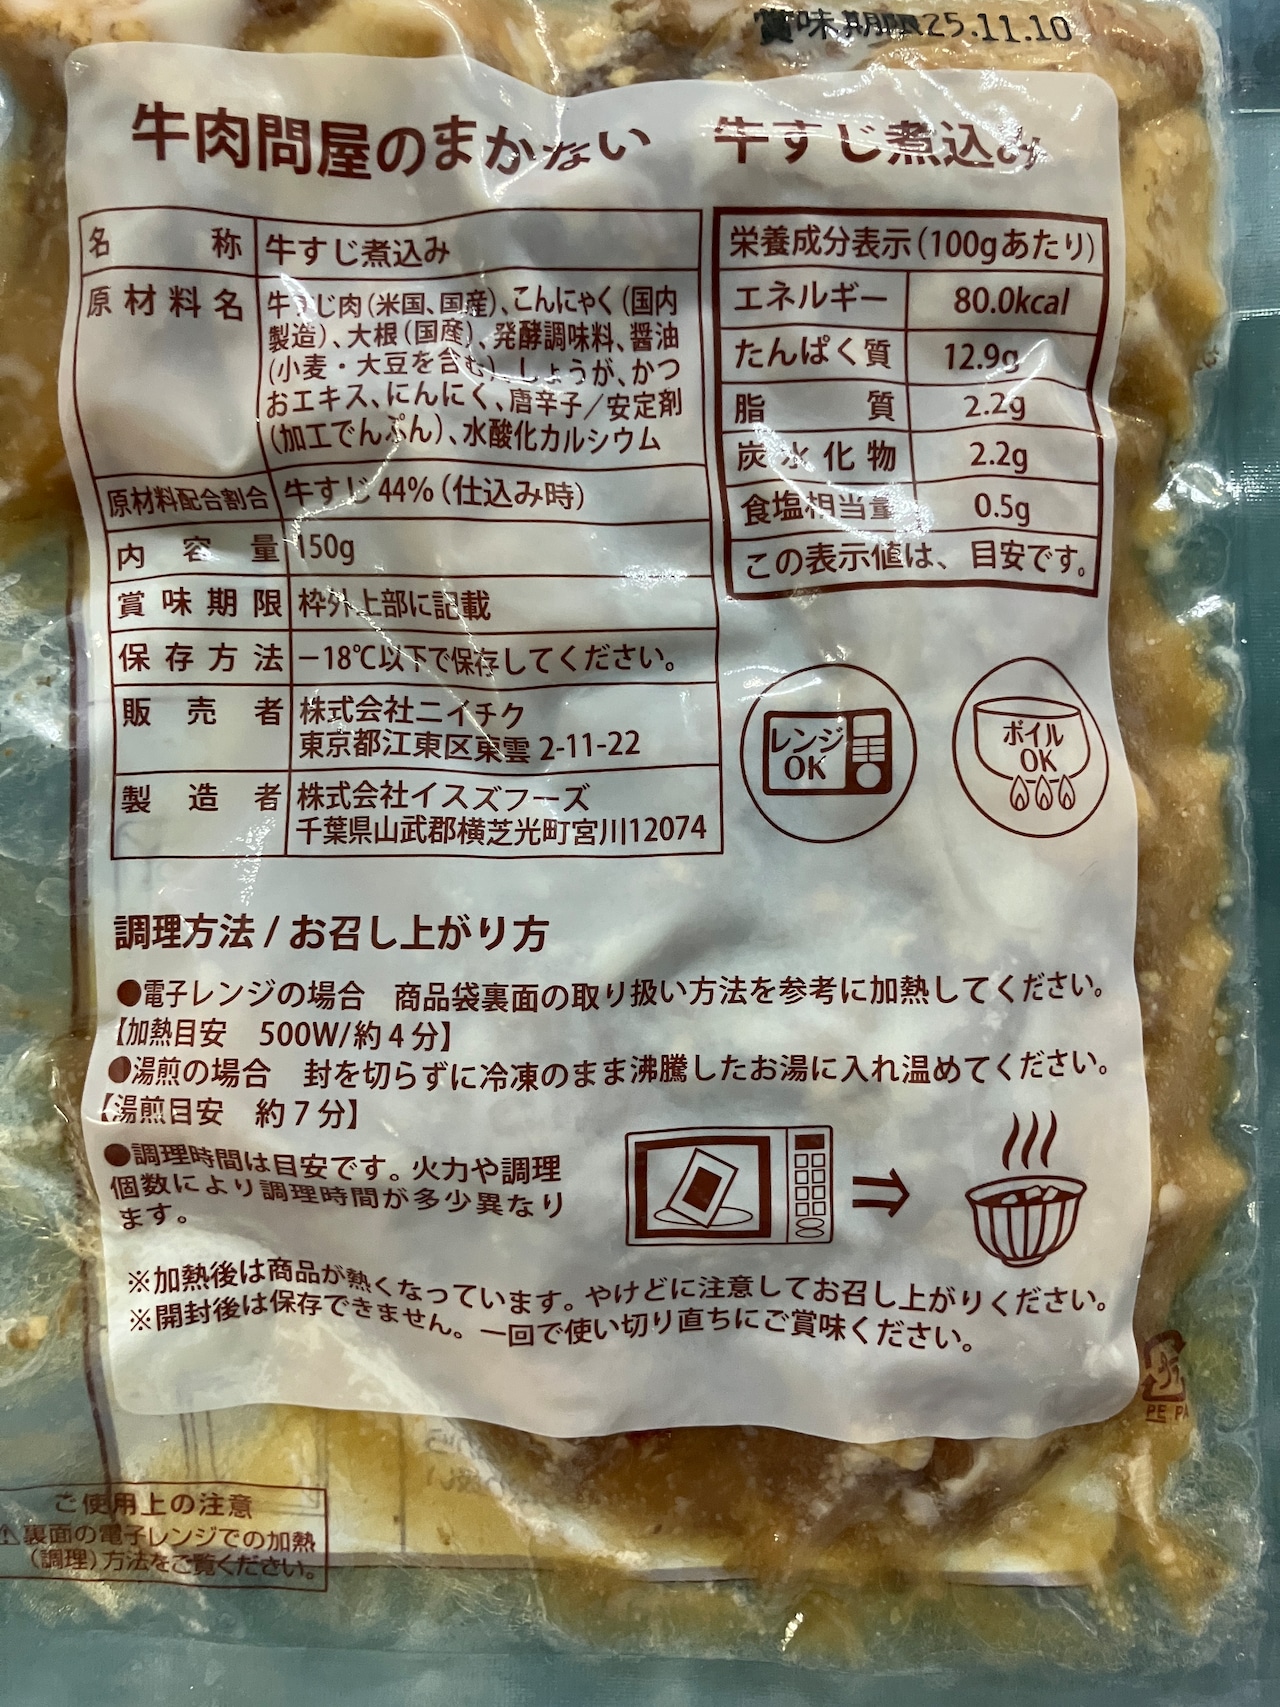 賞味期限25.11.10
牛肉問屋のまかない 牛すじ煮込み
名称 牛すじ煮込み
原材料名 牛すじ肉(米国、国産)、こんにゃく(国内
製造)、大根(国産)、発酵調味料、醤油
(小麦・大豆を含む)、しょうが、かつ
おエキス、にんにく、唐辛子/安定剤
(加工でんぷん)、水酸化カルシウム
原材料配合割合 牛すじ44%(仕込み時)
内容量 150g
賞味期限 枠外上部に記載
保存方法 -18℃以下で保存してください。
販売者 株式会社ニイチク
東京都江東区東雲 2-11-22
製造者 株式会社イスズフーズ
千葉県山武郡横芝光町宮川12074
栄養成分表示(100gあたり)
エネルギー 80.0kcal
たんぱく質 12.9g
脂質 2.2g
炭水化物 2.2g
食塩相当量 0.5g
この表示値は、目安です。
レンジ
OK
ボイル
OK
調理方法/お召し上がり方
●電子レンジの場合 商品袋裏面の取り扱い方法を参考に加熱してください。
【加熱目安 500W/約4分】
●湯煎の場合 封を切らずに冷凍のまま沸騰したお湯に入れ温めてください。
【湯煎目安 約7分】
●調理時間は目安です。火力や調理
個数により調理時間が多少異なり
ます。
※加熱後は商品が熱くなっています。やけどに注意してお召し上がりください。
※開封後は保存できません。一回で使い切り直ちにご賞味ください。
PE PA
ご使用上の注意
⚠裏面の電子レンジでの加熱
(調理)方法をご覧ください。